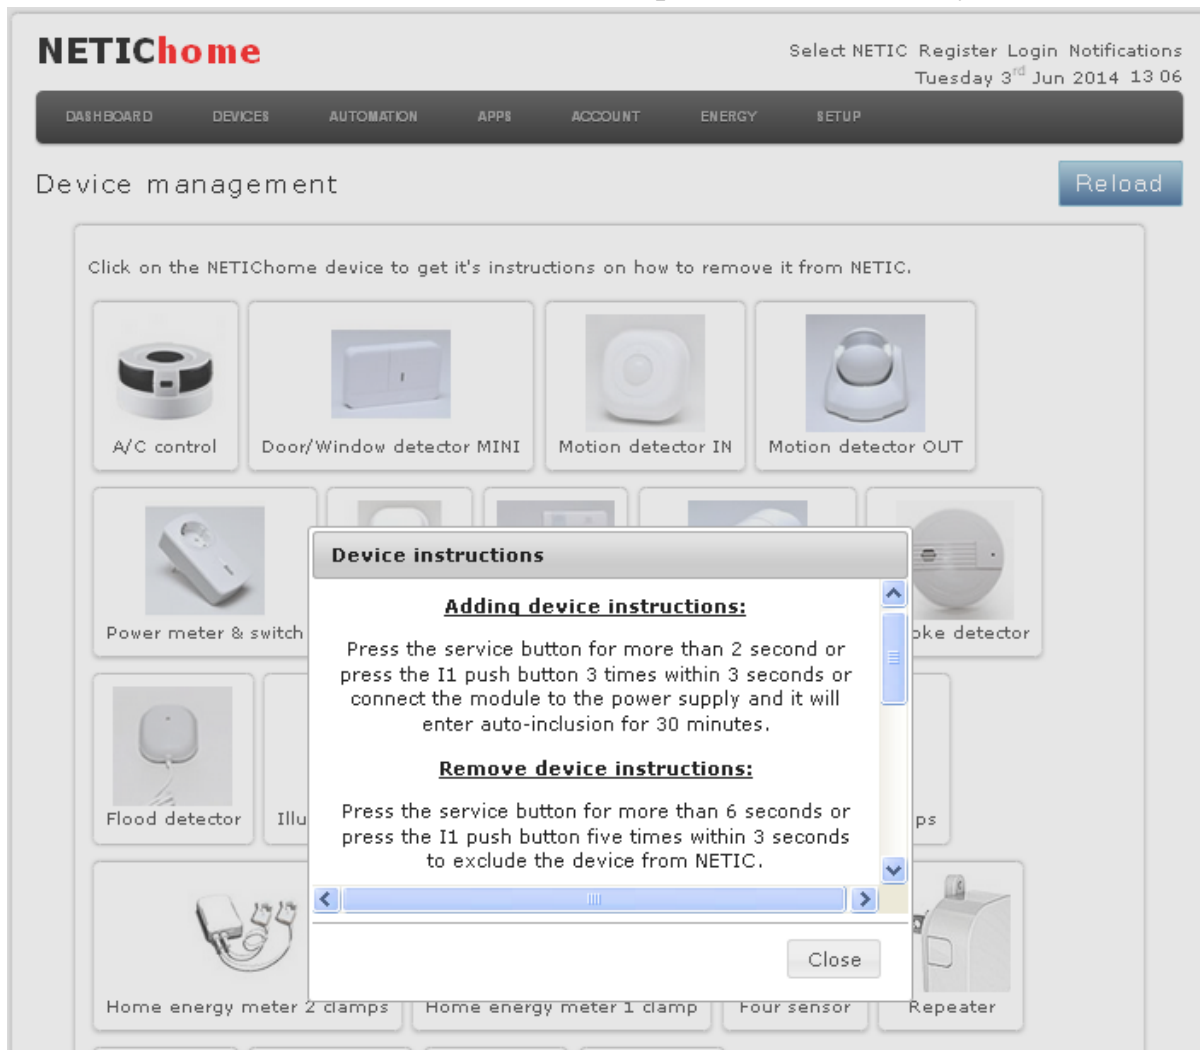 NETIChome
Select NETIC Register Login Notifications
Tuesday 3rd Jun 2014 13 06
DASHBOARD DEVICES AUTOMATION APPS ACCOUNT ENERGY SETUP
Device management
Reload
Click on the NETIChome device to get it's instructions on how to remove it from NETIC.
A/C control Door/Window detector MINI Motion detector IN Motion detector OUT
Power meter & switch
oke detector
Device instructions
Adding device instructions:
Press the service button for more than 2 second or
press the I1 push button 3 times within 3 seconds or
connect the module to the power supply and it will
enter auto-inclusion for 30 minutes.
Remove device instructions:
Press the service button for more than 6 seconds or
press the I1 push button five times within 3 seconds
to exclude the device from NETIC.
Close
Flood detector Illu
ps
Home energy meter 2 clamps Home energy meter 1 clamp Four sensor Repeater